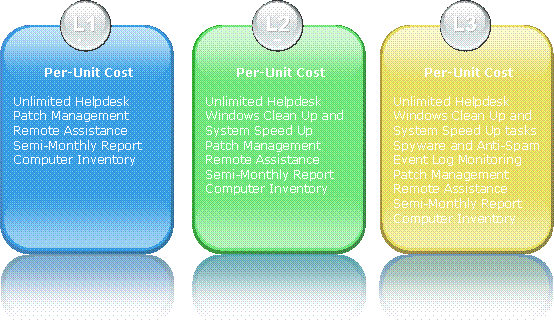 L1
Per-Unit Cost
Unlimited Helpdesk
Patch Management
Remote Assistance
Semi-Monthly Report
Computer Inventory
L2
Per-Unit Cost
Unlimited Helpdesk
Windows Clean Up and
System Speed Up
Patch Management
Remote Assistance
Semi-Monthly Report
Computer Inventory
L3
Per-Unit Cost
Unlimited Helpdesk
Windows Clean Up and
System Speed Up tasks
Spyware and Anti-Spam
Event Log Monitoring
Patch Management
Remote Assistance
Semi-Monthly Report
Computer Inventory